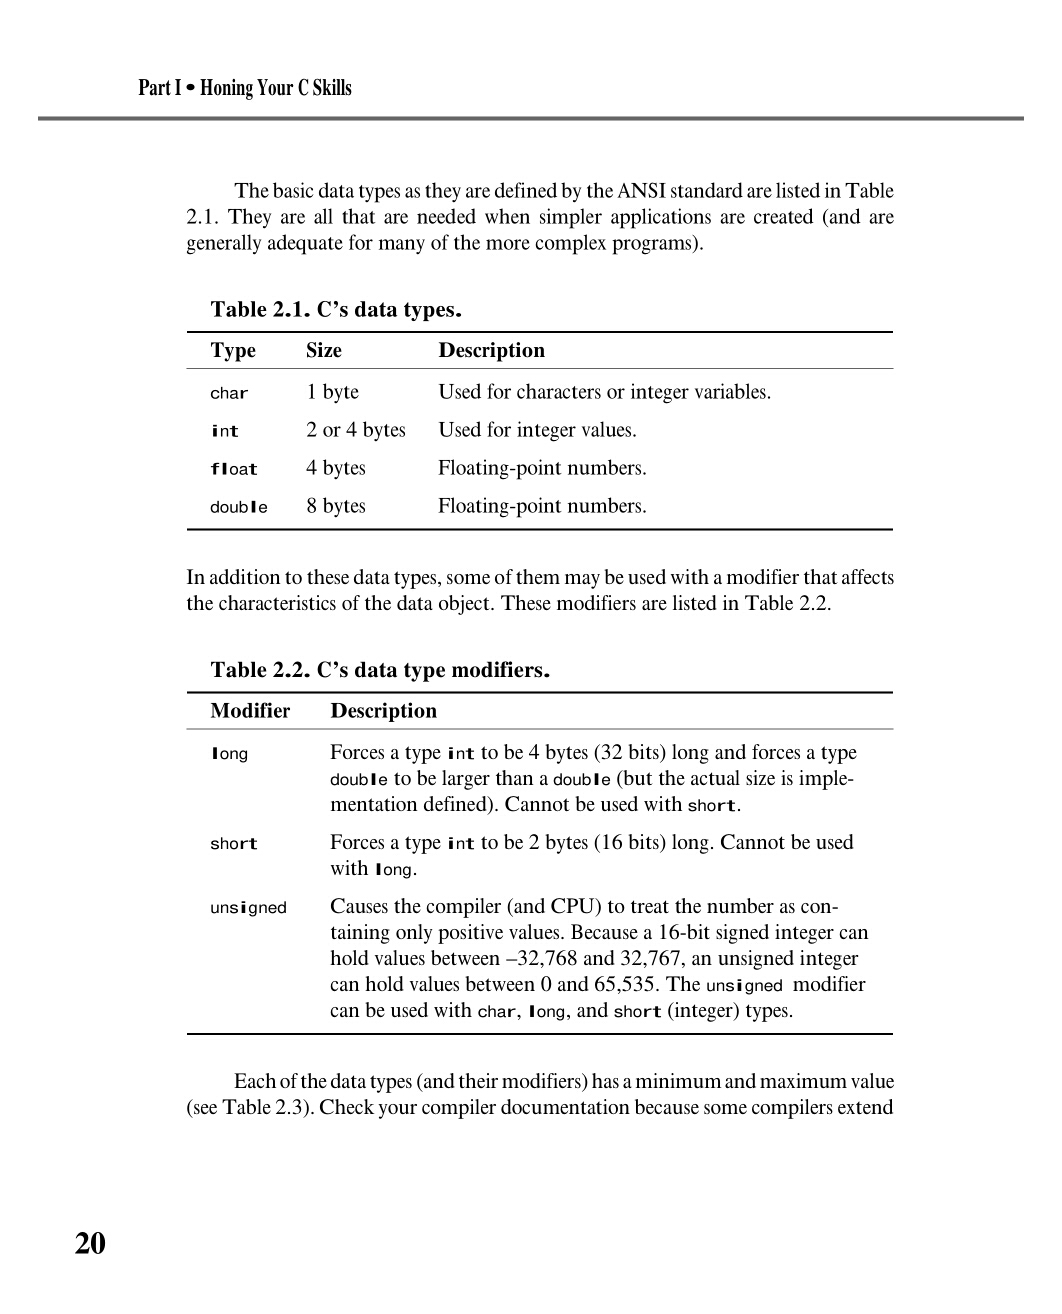 Part I • Honing Your C Skills
The basic data types as they are defined by the ANSI standard are listed in Table
2.1. They are all that are needed when simpler applications are created (and are
generally adequate for many of the more complex programs).
Table 2.1. C’s data types.
Type Size Description
char 1 byte Used for characters or integer variables.
int 2 or 4 bytes Used for integer values.
float 4 bytes Floating-point numbers.
double 8 bytes Floating-point numbers.
In addition to these data types, some of them may be used with a modifier that affects
the characteristics of the data object. These modifiers are listed in Table 2.2.
Table 2.2. C’s data type modifiers.
Modifier Description
long Forces a type int to be 4 bytes (32 bits) long and forces a type
double to be larger than a double (but the actual size is imple-
mentation defined). Cannot be used with short.
short Forces a type int to be 2 bytes (16 bits) long. Cannot be used
with long.
unsigned Causes the compiler (and CPU) to treat the number as con-
taining only positive values. Because a 16-bit signed integer can
hold values between –32,768 and 32,767, an unsigned integer
can hold values between 0 and 65,535. The unsigned modifier
can be used with char, long, and short (integer) types.
Each of the data types (and their modifiers) has a minimum and maximum value
(see Table 2.3). Check your compiler documentation because some compilers extend
20